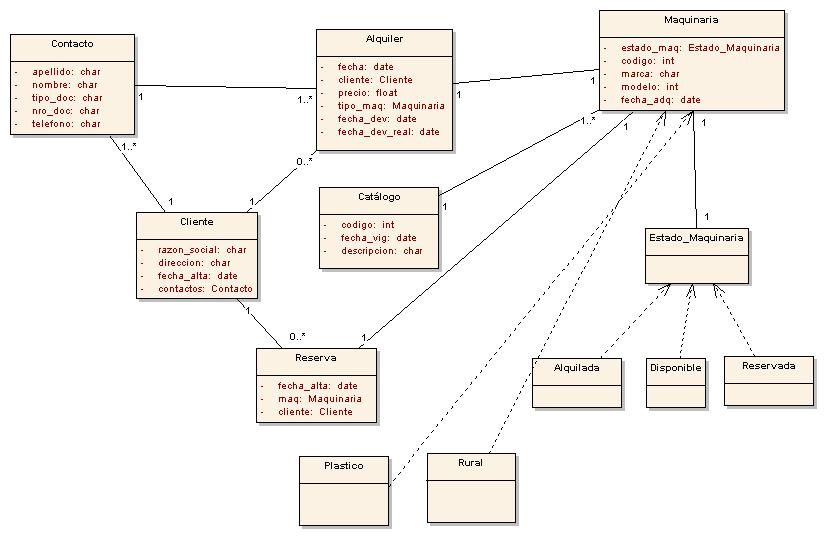 Contacto
- apellido: char
- nombre: char
- tipo_doc: char
- nro_doc: char
- telefono: char
Alquiler
- fecha: date
- cliente: Cliente
- precio: float
- tipo_maq: Maquinaria
- fecha_dev: date
- fecha_dev_real: date
Maquinaria
- estado_maq: Estado_Maquinaria
- codigo: int
- marca: char
- modelo: int
- fecha_adq: date
1
1..*
1
1
1..*
1
0..*
1
1..*
1
1
1
1
Catálogo
- codigo: int
- fecha_vig: date
- descripcion: char
Cliente
- razon_social: char
- direccion: char
- fecha_alta: date
- contactos: Contacto
Estado_Maquinaria
1
0..*
1
Reserva
- fecha_alta: date
- maq: Maquinaria
- cliente: Cliente
Alquilada
Disponible
Reservada
Plastico
Rural